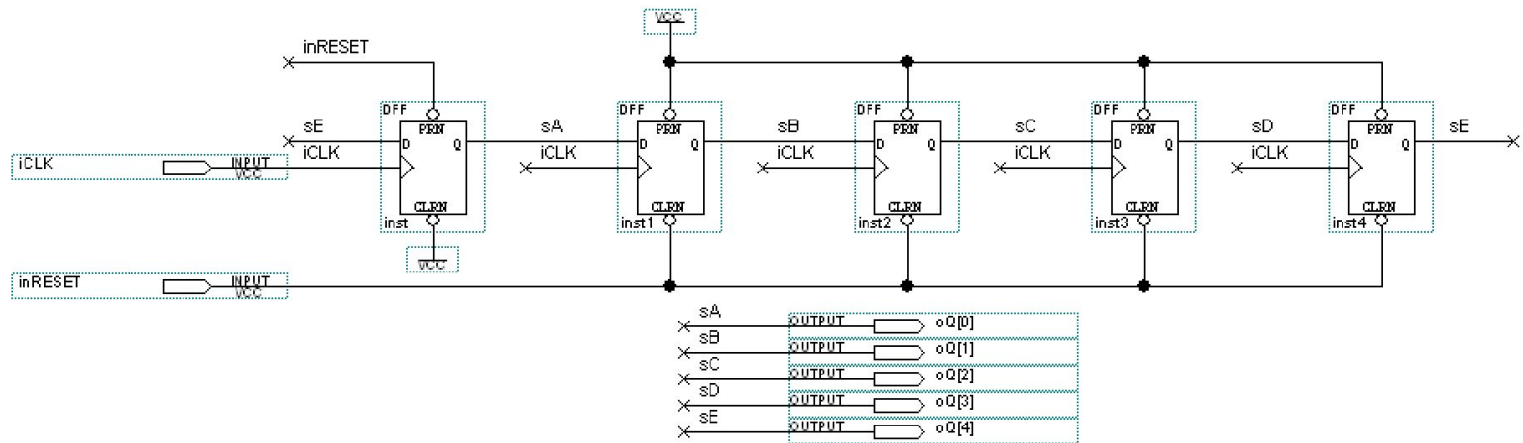 VCC
inRESET
DFF
DFF
DFF
DFF
DFF
PRN
PRN
PRN
PRN
PRN
sE
D
Q
sA
D
Q
sB
D
Q
sC
D
Q
sD
D
Q
sE
iCLK
INPUT
VCC
iCLK
iCLK
iCLK
iCLK
iCLK
CLRN
CLRN
CLRN
CLRN
CLRN
inst
inst1
inst2
inst3
inst4
VCC
inRESET
INPUT
VCC
sA
OUTPUT
oQ[0]
sB
OUTPUT
oQ[1]
sC
OUTPUT
oQ[2]
sD
OUTPUT
oQ[3]
sE
OUTPUT
oQ[4]